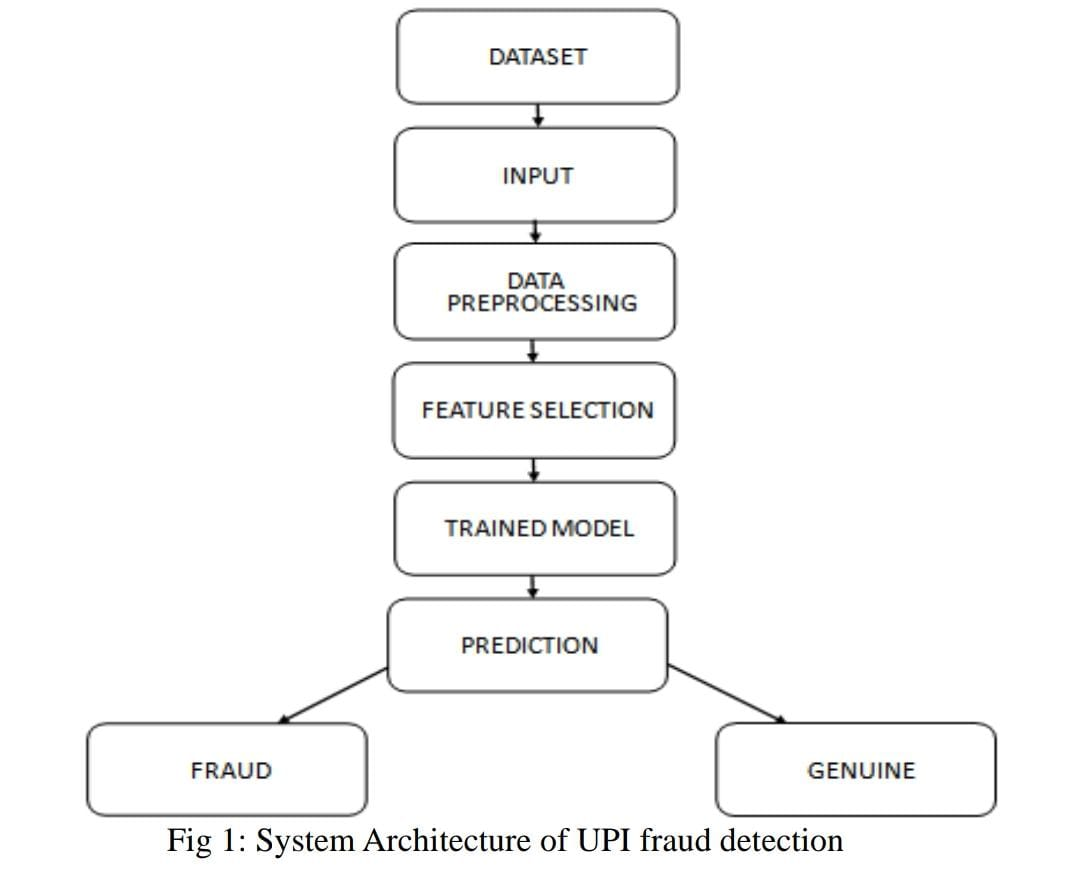 DATASET
INPUT
DATA
PREPROCESSING
FEATURE SELECTION
TRAINED MODEL
PREDICTION
FRAUD
GENUINE
Fig 1: System Architecture of UPI fraud detection